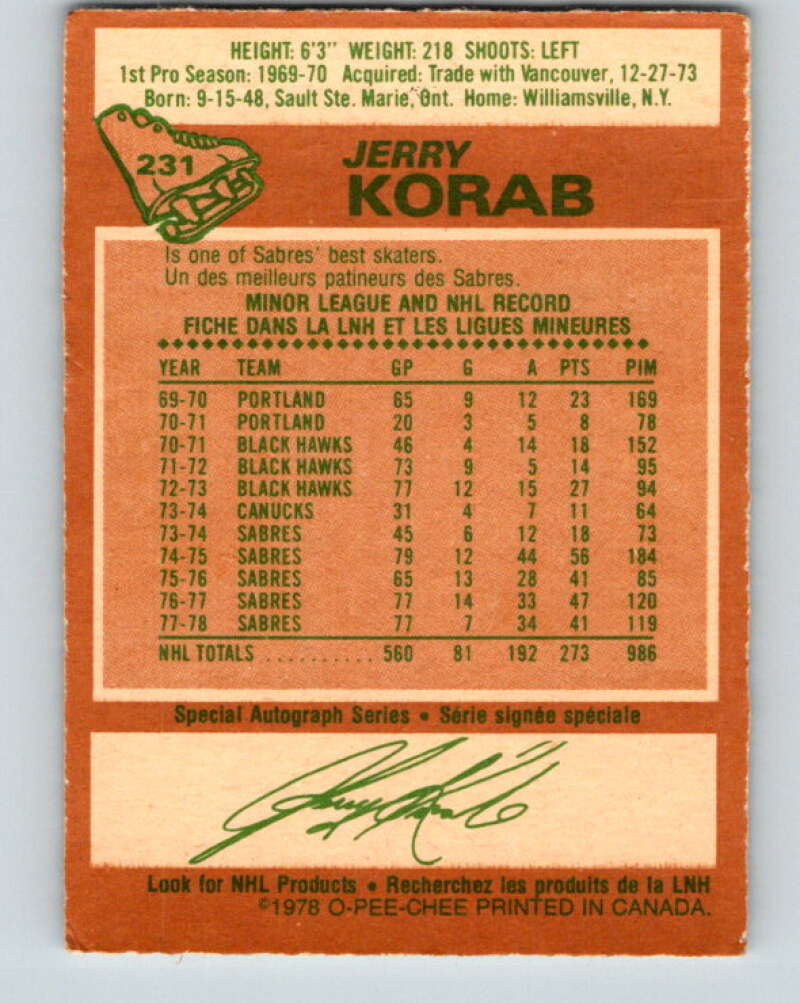 HEIGHT: 6'3" WEIGHT: 218 SHOOTS: LEFT
1st Pro Season: 1969-70 Acquired: Trade with Vancouver, 12-27-73
Born: 9-15-48, Sault Ste. Marie, Ont. Home: Williamsville, N.Y.
231
JERRY
KORAB
Is one of Sabres' best skaters.
Un des meilleurs patineurs des Sabres.
MINOR LEAGUE AND NHL RECORD
FICHE DANS LA LNH ET LES LIGUES MINEURES
YEAR TEAM GP G A PTS PIM
69-70 PORTLAND 65 9 12 23 169
70-71 PORTLAND 20 3 5 8 78
70-71 BLACK HAWKS 46 4 14 18 152
71-72 BLACK HAWKS 73 9 5 14 95
72-73 BLACK HAWKS 77 12 15 27 94
73-74 CANUCKS 31 4 7 11 64
73-74 SABRES 45 6 12 18 73
74-75 SABRES 79 12 44 56 184
75-76 SABRES 65 13 28 41 85
76-77 SABRES 77 14 33 47 120
77-78 SABRES 77 7 34 41 119
NHL TOTALS .......... 560 81 192 273 986
Special Autograph Series • Série signée spéciale
Jerry Korab
Look for NHL Products • Recherchez les produits de la LNH
©1978 O-PEE-CHEE PRINTED IN CANADA.